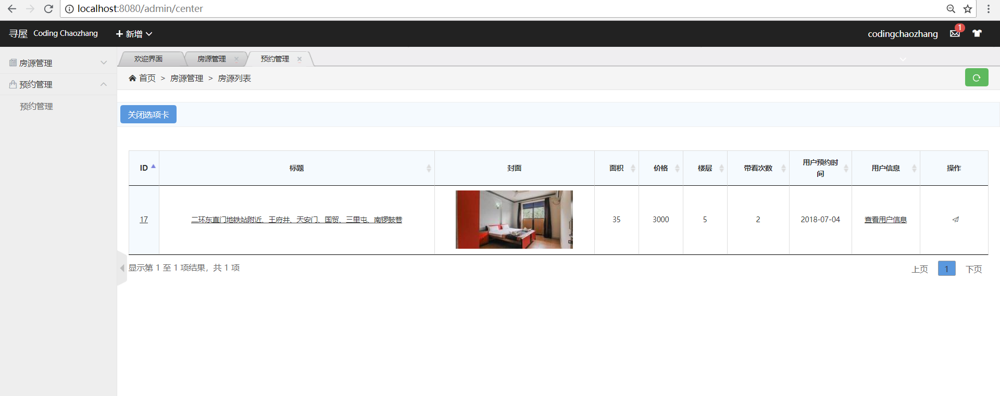 localhost:8080/admin/center
寻屋 Coding Chaozhang 新增 codingchaozhang 1
房源管理
预约管理
预约管理
欢迎界面 房源管理 预约管理
首页 > 房源管理 > 房源列表
关闭选项卡
ID 标题 封面 面积 价格 楼层 带看次数 用户预约时
间 用户信息 操作
17 二环东直门地铁站附近、王府井、天安门、国贸、三里屯、南锣鼓巷 35 3000 5 2 2018-07-04 查看用户信息
显示第 1 至 1 项结果，共 1 项
上页 1 下页